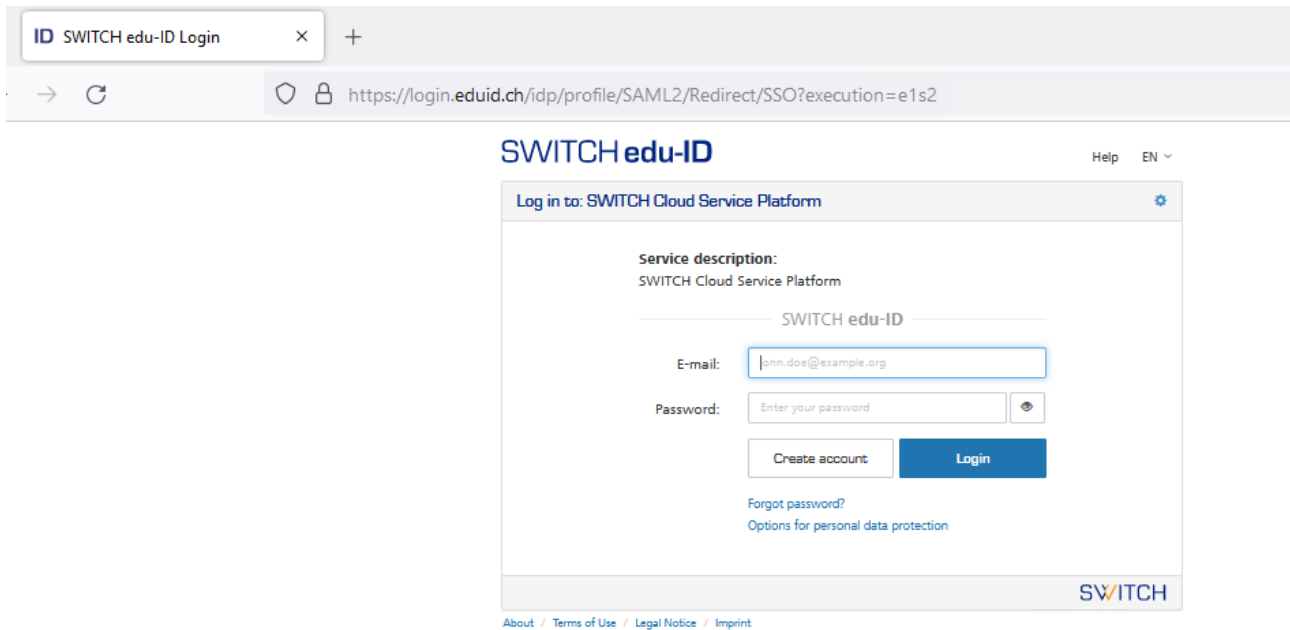 ID SWITCH edu-ID Login
https://login.eduid.ch/idp/profile/SAML2/Redirect/SSO?execution=e1s2
SWITCH edu-ID
Help EN
Log in to: SWITCH Cloud Service Platform
Service description:
SWITCH Cloud Service Platform
SWITCH edu-ID
E-mail: john.doe@example.org
Password: Enter your password
Create account Login
Forgot password?
Options for personal data protection
SWITCH
About / Terms of Use / Legal Notice / Imprint